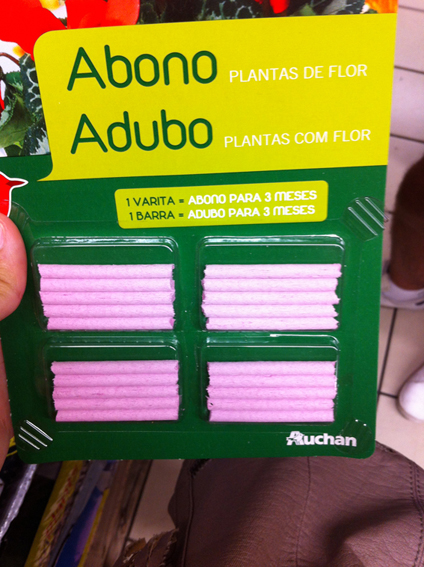 Abono PLANTAS DE FLOR
Adubo PLANTAS COM FLOR
1 VARITA = ABONO PARA 3 MESES
1 BARRA = ADUBO PARA 3 MESES
Auchan